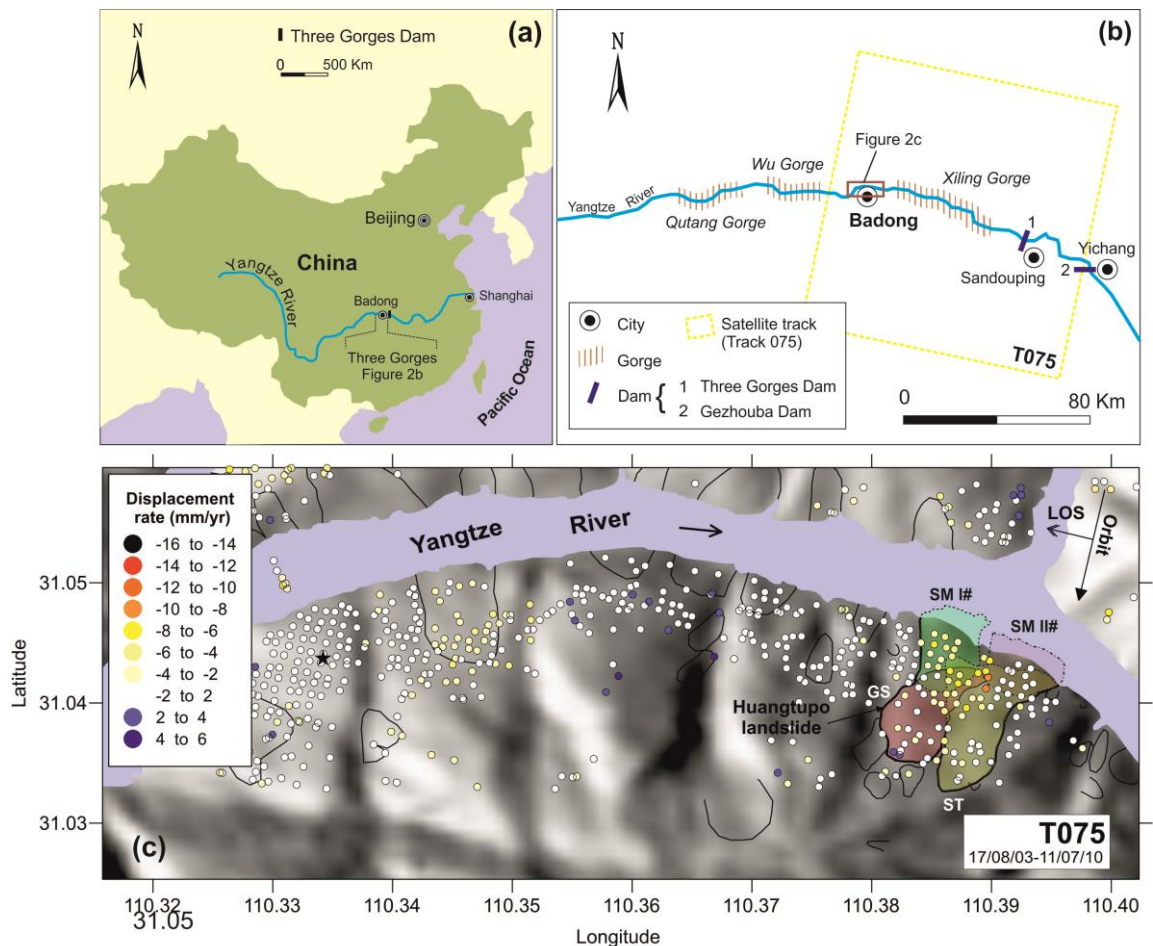 N
Three Gorges Dam
0 500 Km
(a)
Beijing
China
Yangtze River
Badong
Shanghai
Three Gorges
Figure 2b
Pacific Ocean
N
(b)
Figure 2c
Wu Gorge
Xiling Gorge
Yangtze River
Qutang Gorge
Badong
1
Yichang
Sandouping
2
City
Gorge
Dam { 1 Three Gorges Dam
2 Gezhouba Dam
Satellite track
(Track 075)
T075
0 80 Km
Displacement
rate (mm/yr)
-16 to -14
-14 to -12
-12 to -10
-10 to -8
-8 to -6
-6 to -4
-4 to -2
-2 to 2
2 to 4
4 to 6
Yangtze River
LOS
Orbit
SM I#
SM II#
GS
Huangtupo
landslide
ST
T075
17/08/03-11/07/10
(c)
Latitude
31.05
31.04
31.03
110.32 110.33 110.34 110.35 110.36 110.37 110.38 110.39 110.40
31.05
Longitude